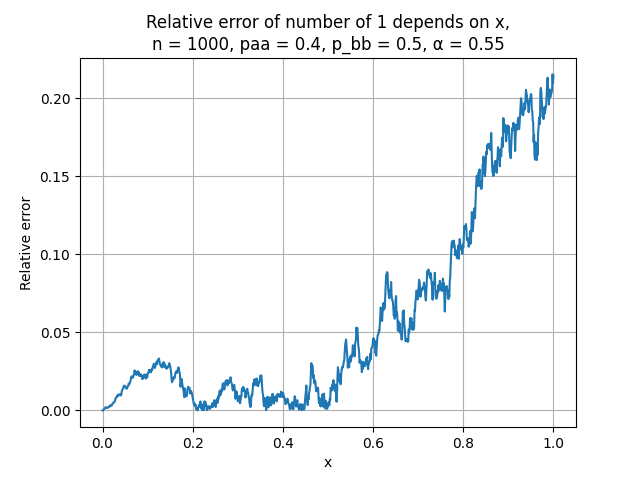 Relative error of number of 1 depends on x,
n = 1000, paa = 0.4, p_bb = 0.5, α = 0.55
Relative error
0.20
0.15
0.10
0.05
0.00
0.0 0.2 0.4 0.6 0.8 1.0
x